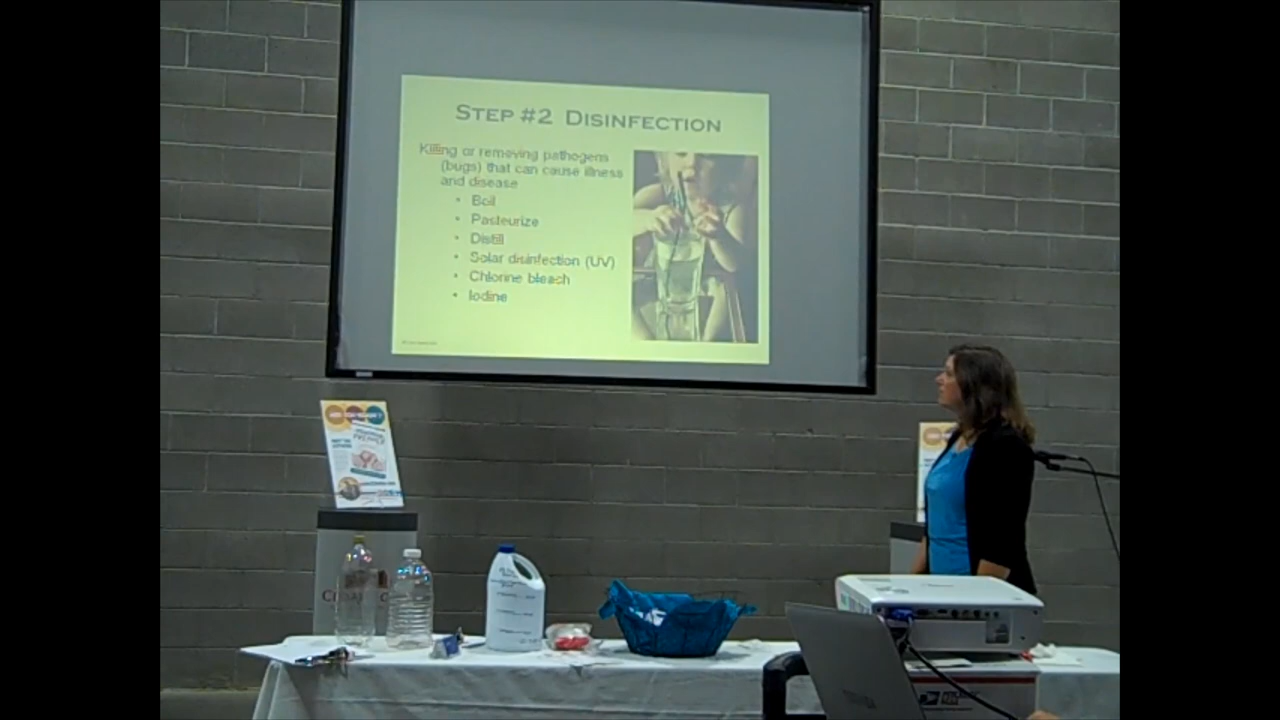 STEP #2 DISINFECTION
Killing or removing pathogens
(bugs) that can cause illness
and disease
• Boil
• Pasteurize
• Distill
• Solar disinfection (UV)
• Chlorine bleach
• Iodine